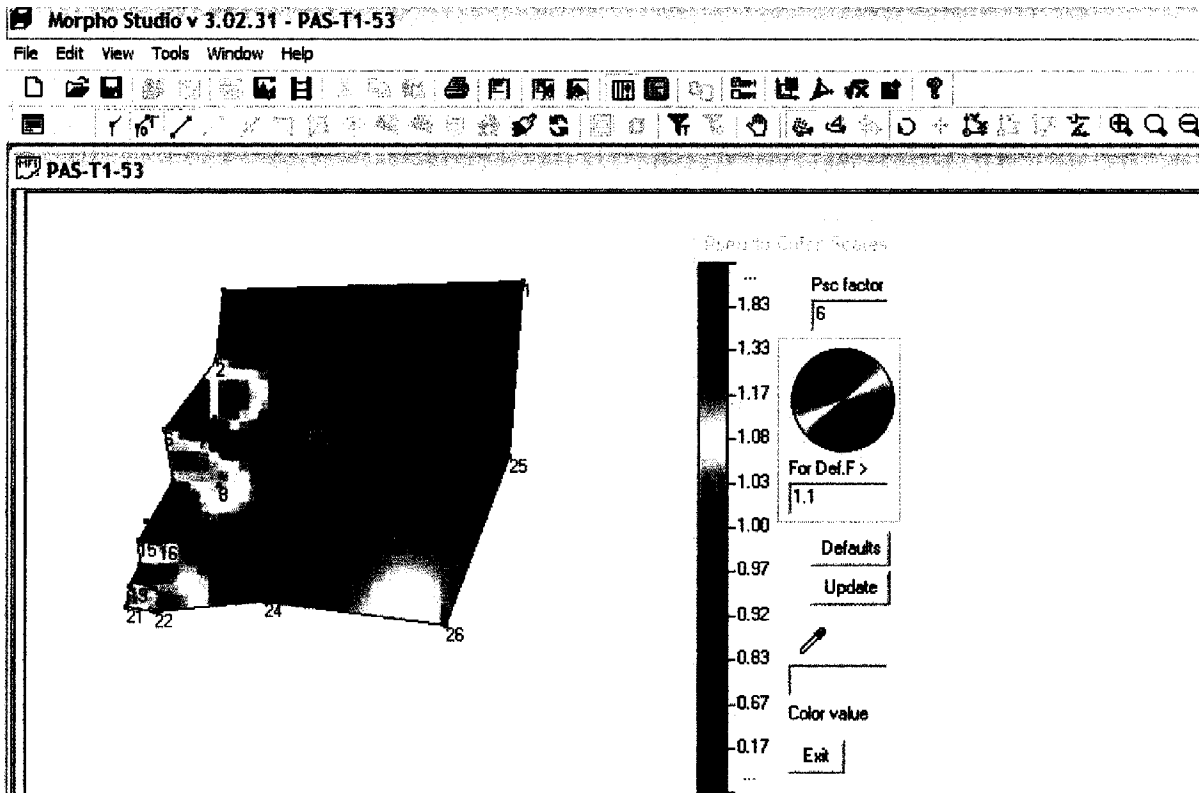 Morpho Studio v 3.02.31 - PAS-T1-53
File Edit View Tools Window Help
PAS-T1-53
Pseudo Color Scales
...
1.83
1.33
1.17
1.08
1.03
1.00
0.97
0.92
0.83
0.67
0.17
...
Psc factor
6
For Def.F >
1.1
Defaults
Update
Color value
Exit
1
2
6
8
25
15 16
21 22
24
26